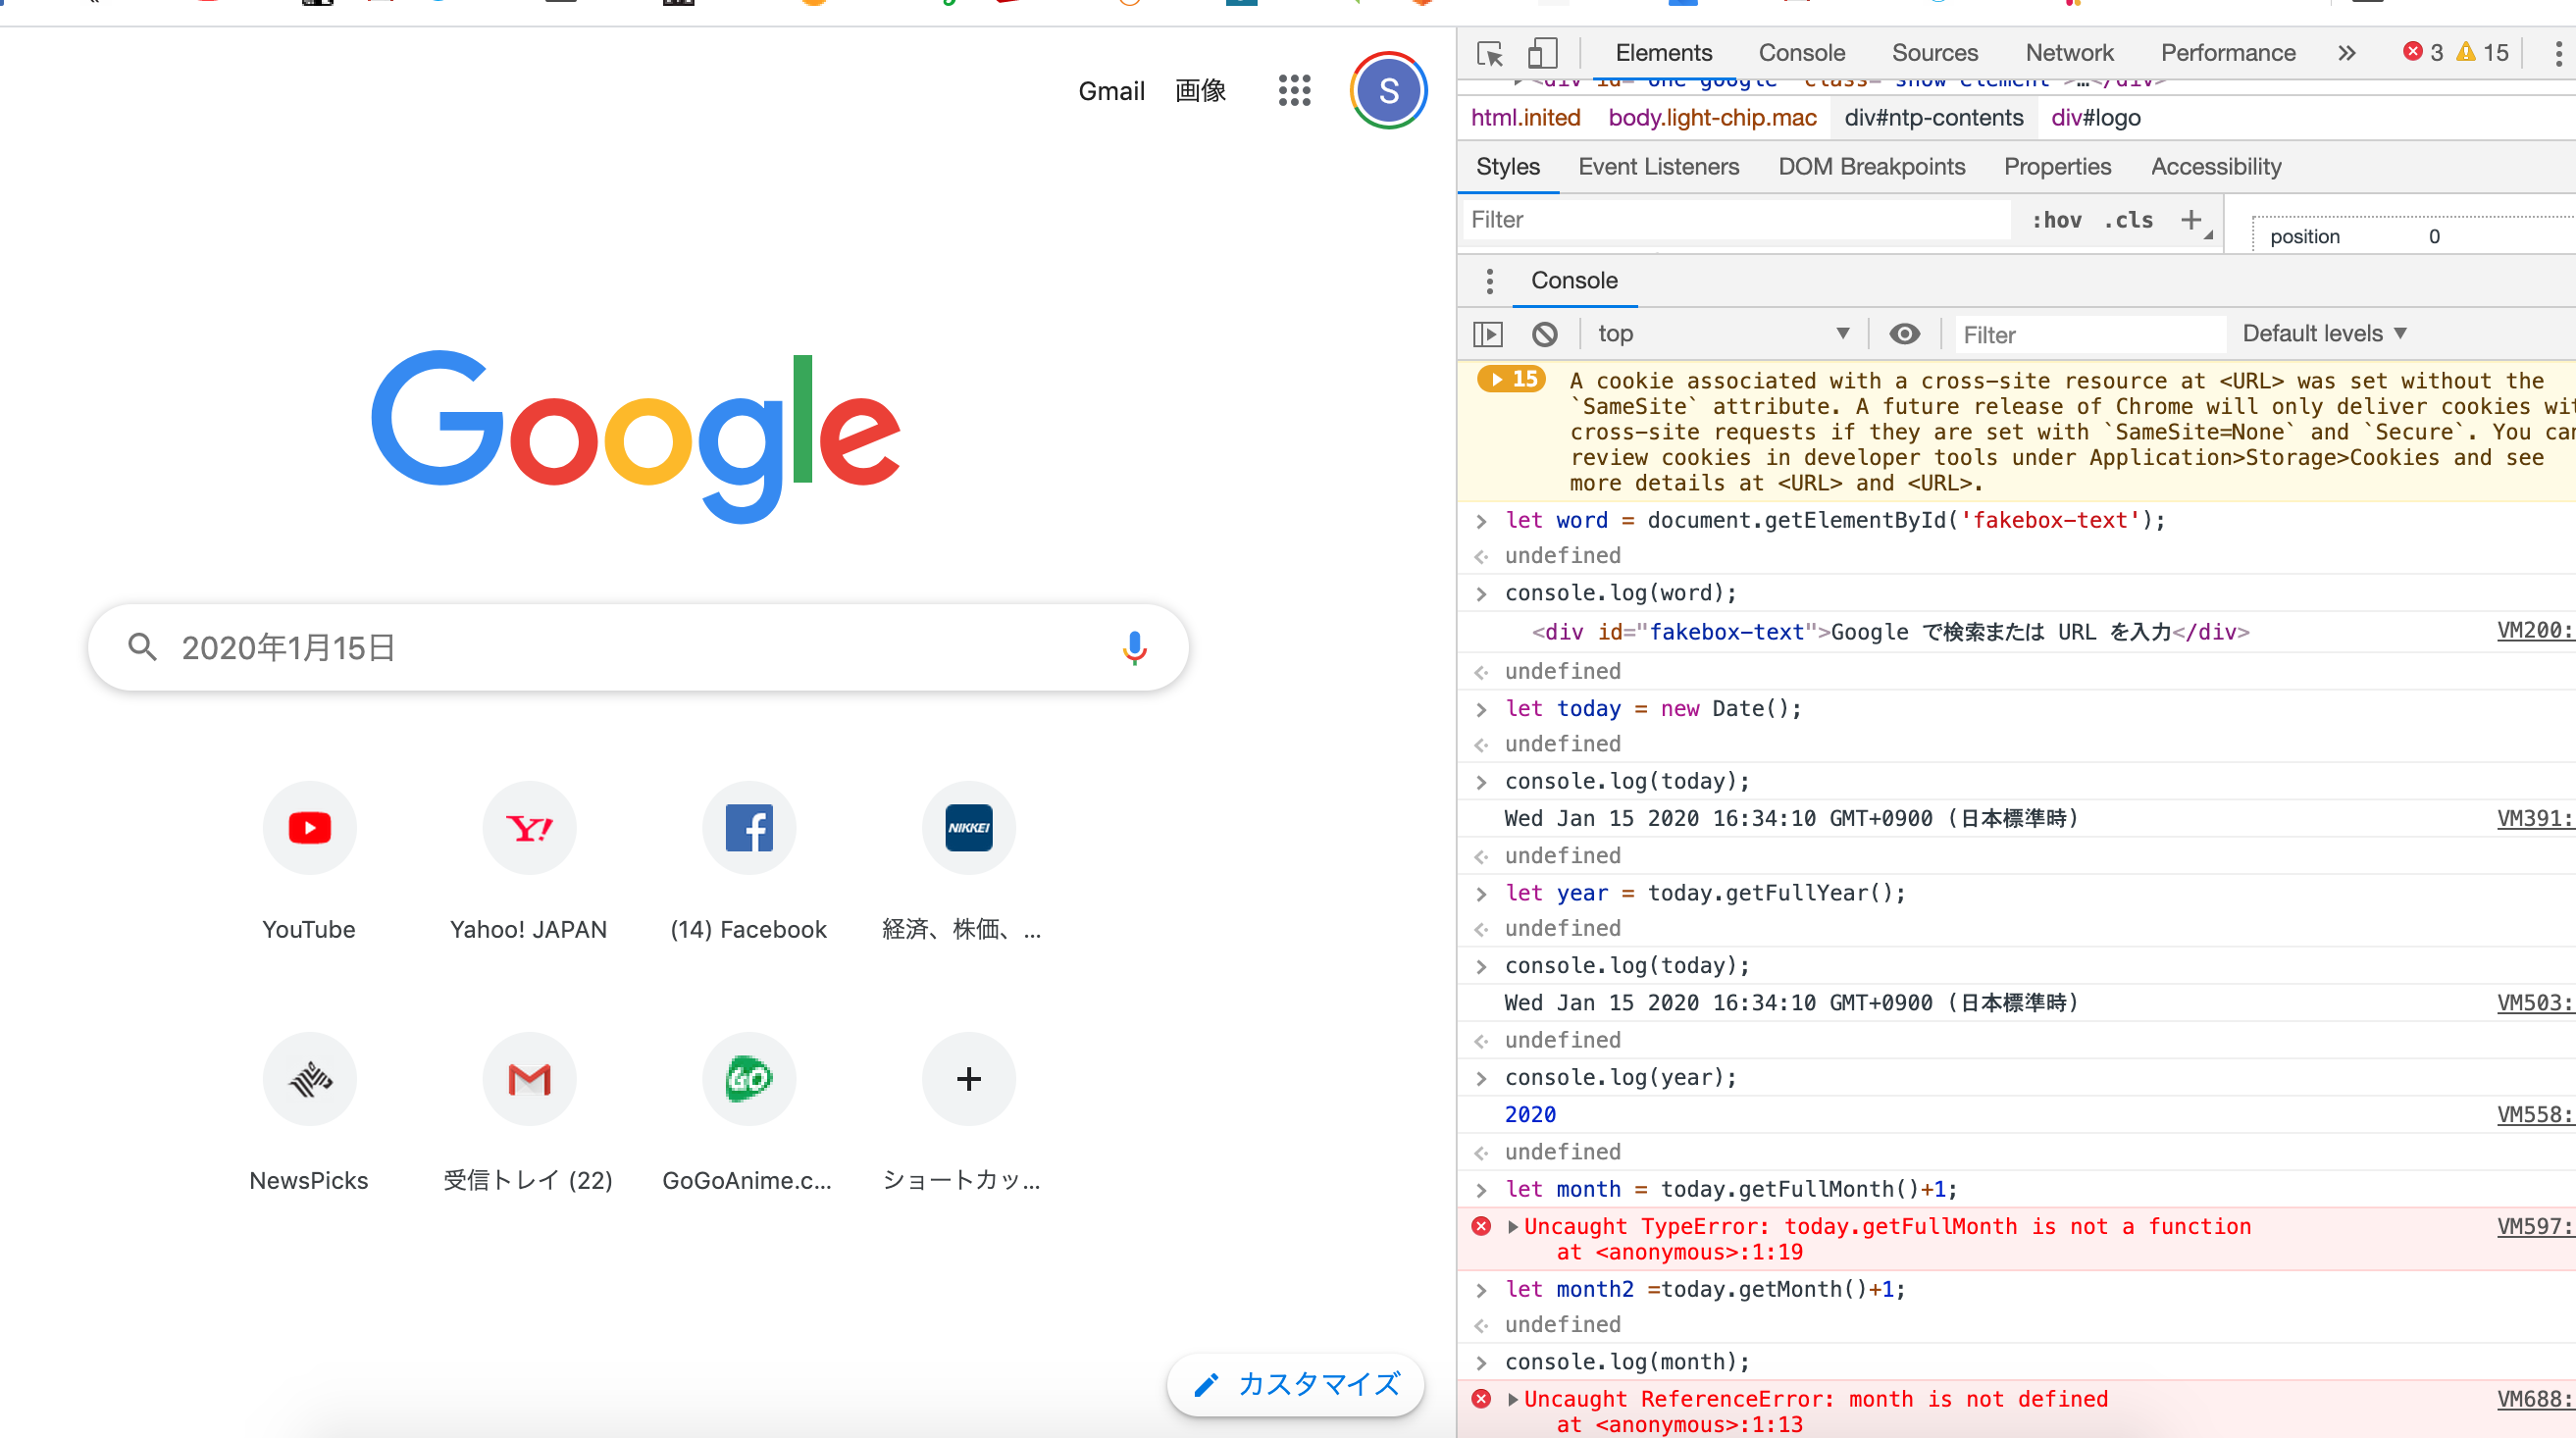 Gmail 画像
S
Google
2020年1月15日
YouTube
Yahoo! JAPAN
(14) Facebook
NIKKEI
経済、株価、...
NewsPicks
受信トレイ (22)
GO
GoGoAnime.c...
ショートカッ...
カスタマイズ
Elements Console Sources Network Performance 3 15
<div id="one-google" class="show-element">…</div>
html.inited body.light-chip.mac div#ntp-contents div#logo
Styles Event Listeners DOM Breakpoints Properties Accessibility
Filter :hov .cls +
position 0
Console
top Filter Default levels
15 A cookie associated with a cross-site resource at <URL> was set without the
`SameSite` attribute. A future release of Chrome will only deliver cookies
cross-site requests if they are set with `SameSite=None` and `Secure`. You
review cookies in developer tools under Application>Storage>Cookies and see
more details at <URL> and <URL>.
let word = document.getElementById('fakebox-text');
undefined
console.log(word);
<div id="fakebox-text">Google で検索または URL を入力</div> VM200:
undefined
let today = new Date();
undefined
console.log(today);
Wed Jan 15 2020 16:34:10 GMT+0900 (日本標準時) VM391:
undefined
let year = today.getFullYear();
undefined
console.log(today);
Wed Jan 15 2020 16:34:10 GMT+0900 (日本標準時) VM503:
undefined
console.log(year);
2020 VM558:
undefined
let month = today.getFullMonth()+1;
Uncaught TypeError: today.getFullMonth is not a function VM597:
at <anonymous>:1:19
let month2 =today.getMonth()+1;
undefined
console.log(month);
Uncaught ReferenceError: month is not defined VM688:
at <anonymous>:1:13